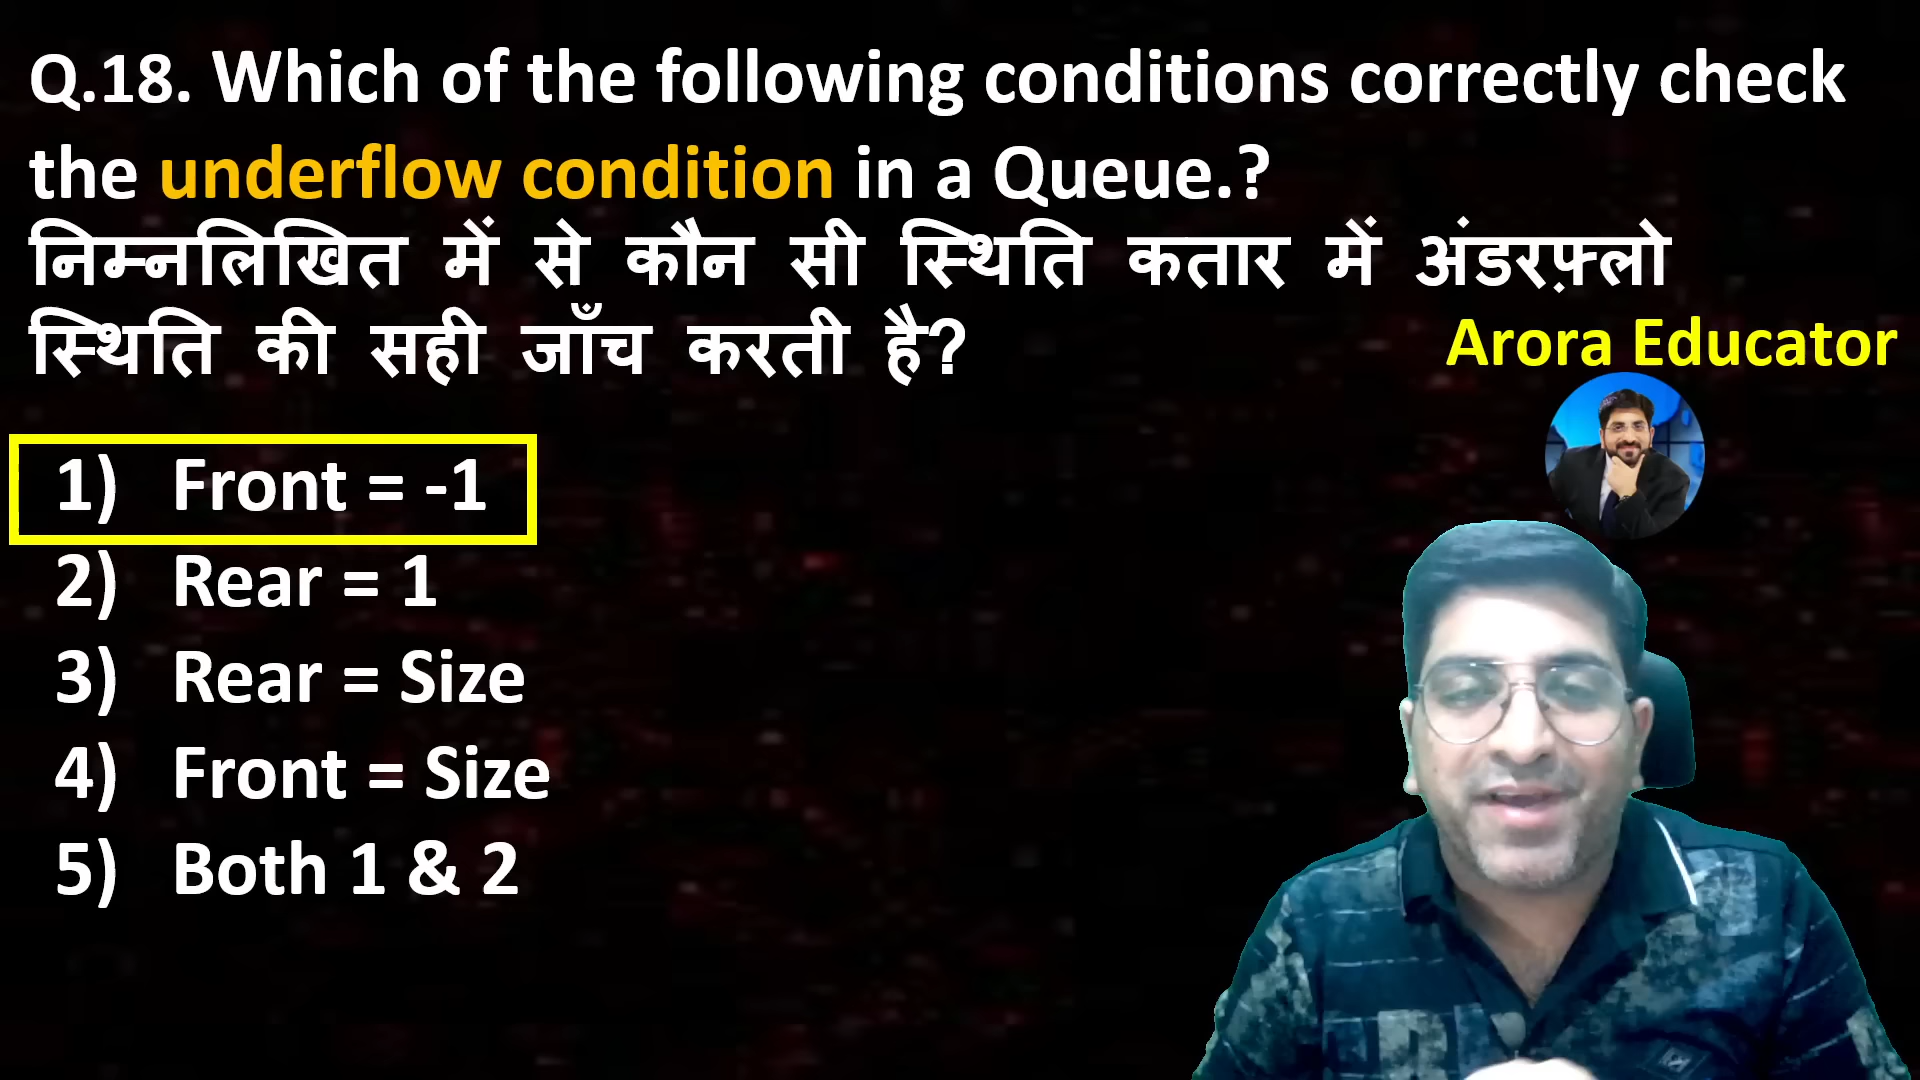 Q.18. Which of the following conditions correctly check
the underflow condition in a Queue.?
निम्नलिखित में से कौन सी स्थिति कतार में अंडरफ़्लो
स्थिति की सही जाँच करती है?
Arora Educator
1) Front = -1
2) Rear = 1
3) Rear = Size
4) Front = Size
5) Both 1 & 2